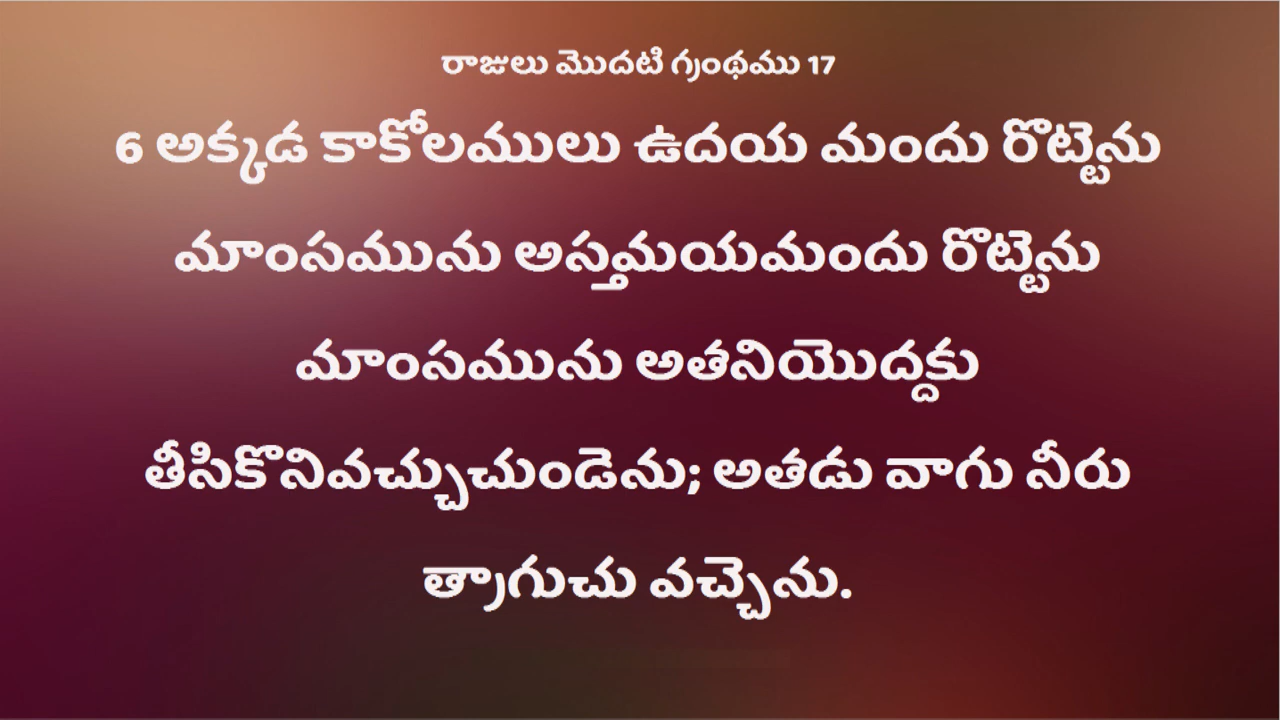 రాజులు మొదటి గ్రంథము 17
6 అక్కడ కాకోలములు ఉదయ మందు రొట్టెను
మాంసమును అస్తమయమందు రొట్టెను
మాంసమును అతనియొద్దకు
తీసికొనివచ్చుచుండెను; అతడు వాగు నీరు
త్రాగుచు వచ్చెను.